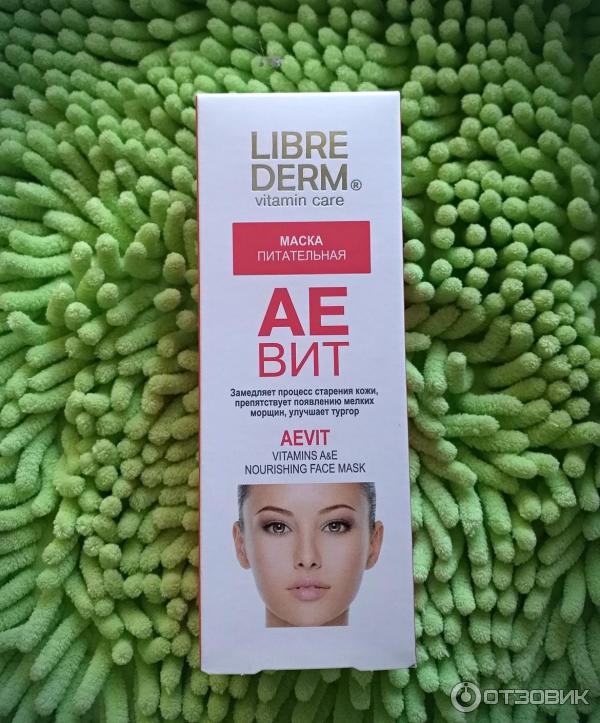 LIBRE
DERM®
vitamin care
МАСКА
ПИТАТЕЛЬНАЯ
АЕ
ВИТ
Замедляет процесс старения кожи,
препятствует появлению мелких
морщин, улучшает тургор
AEVIT
VITAMINS A&E
NOURISHING FACE MASK
ОТЗОВИК